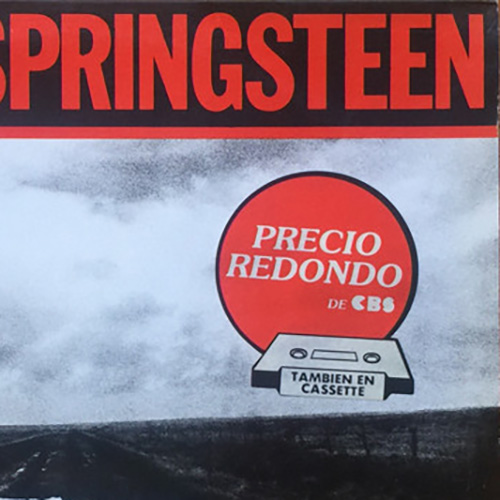 SPRINGSTEEN
PRECIO
REDONDO
DE CBS
TAMBIEN EN
CASSETTE